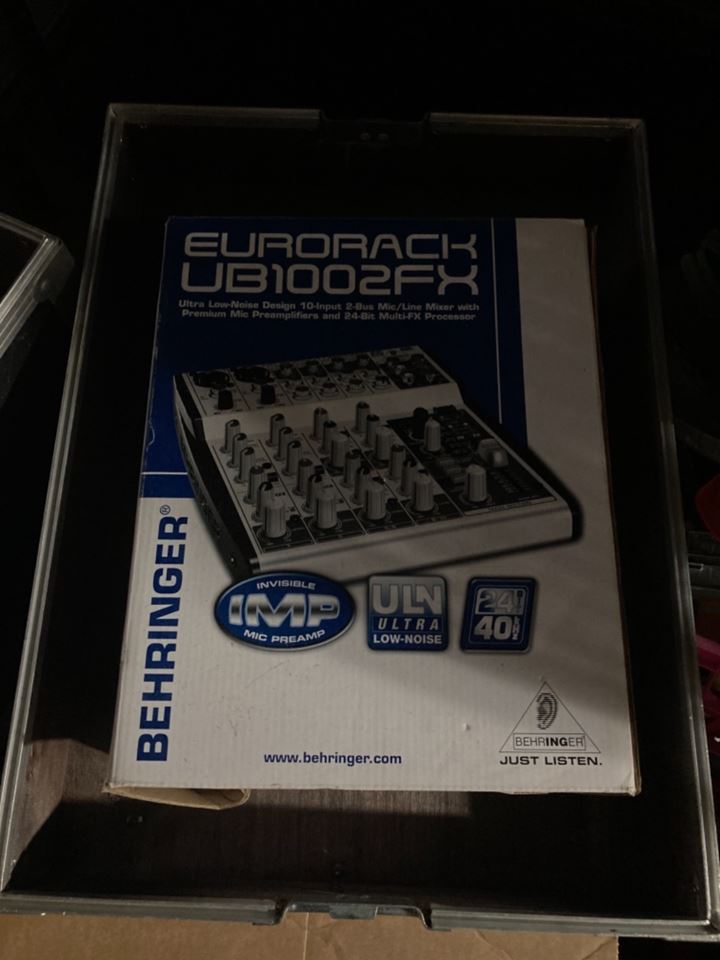 EURORACK
UB1002FX
Ultra Low-Noise Design 10-Input 2-Bus Mic/Line Mixer with
Premium Mic Preamplifiers and 24-Bit Multi-FX Processor
BEHRINGER®
INVISIBLE
IMP
MIC PREAMP
ULN
ULTRA
LOW-NOISE
24 BIT
40 kHz
BEHRINGER
JUST LISTEN.
www.behringer.com